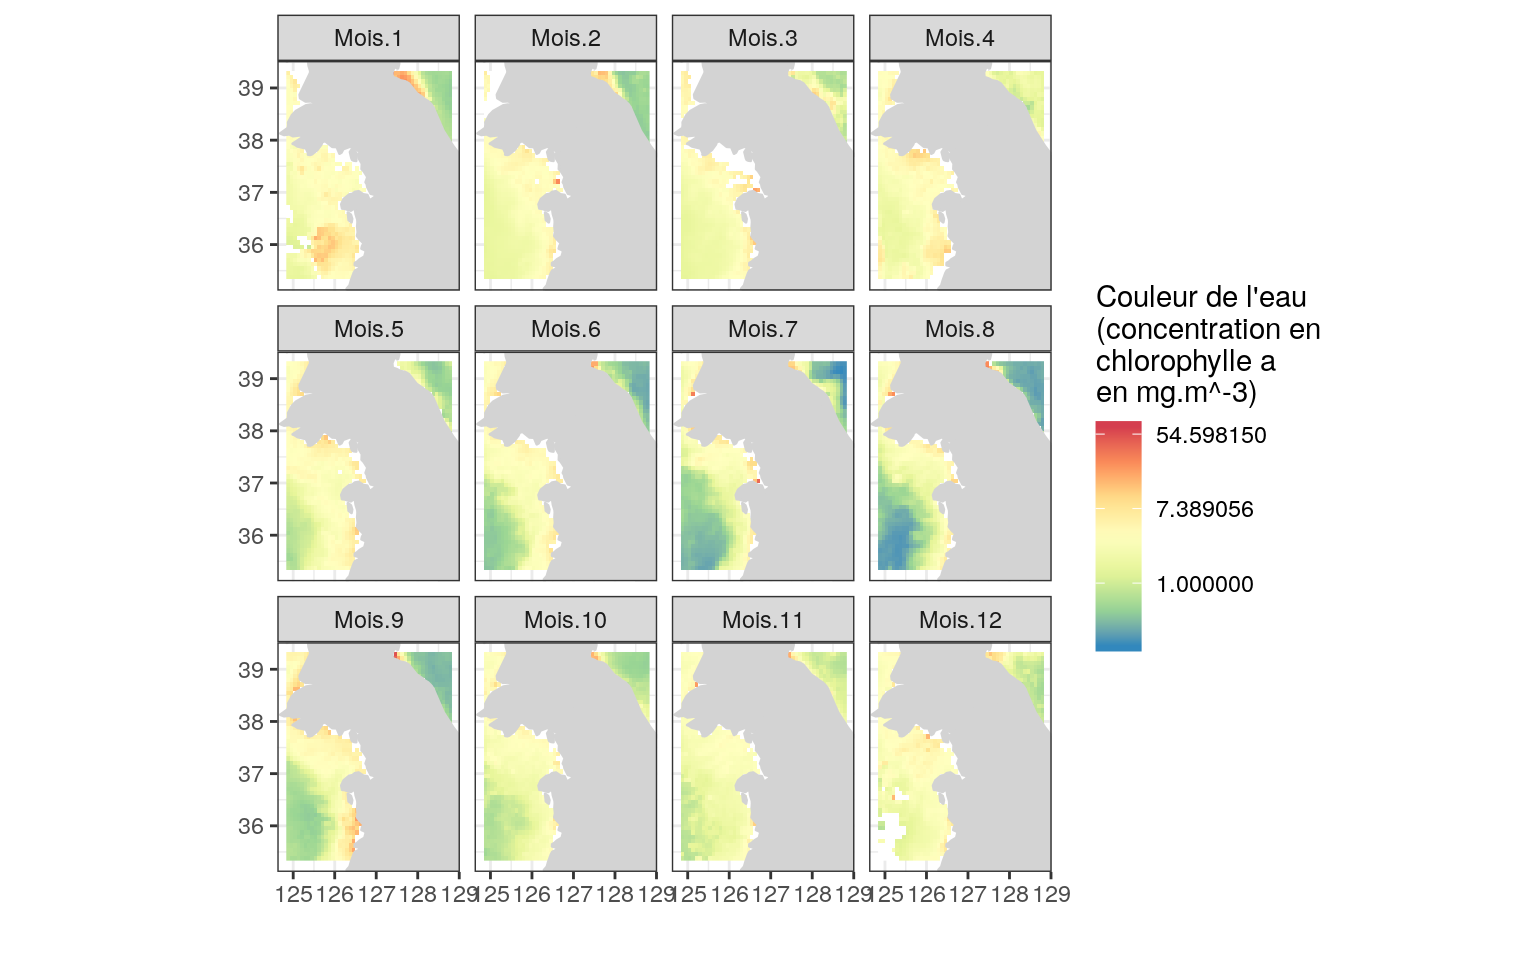 Mois.1 Mois.2 Mois.3 Mois.4
39
38
37
36
Mois.5 Mois.6 Mois.7 Mois.8
39
38
37
36
Mois.9 Mois.10 Mois.11 Mois.12
39
38
37
36
125 126 127 128 129 125 126 127 128 129 125 126 127 128 129 125 126 127 128 129
Couleur de l'eau
(concentration en
chlorophylle a
en mg.m^-3)
54.598150
7.389056
1.000000